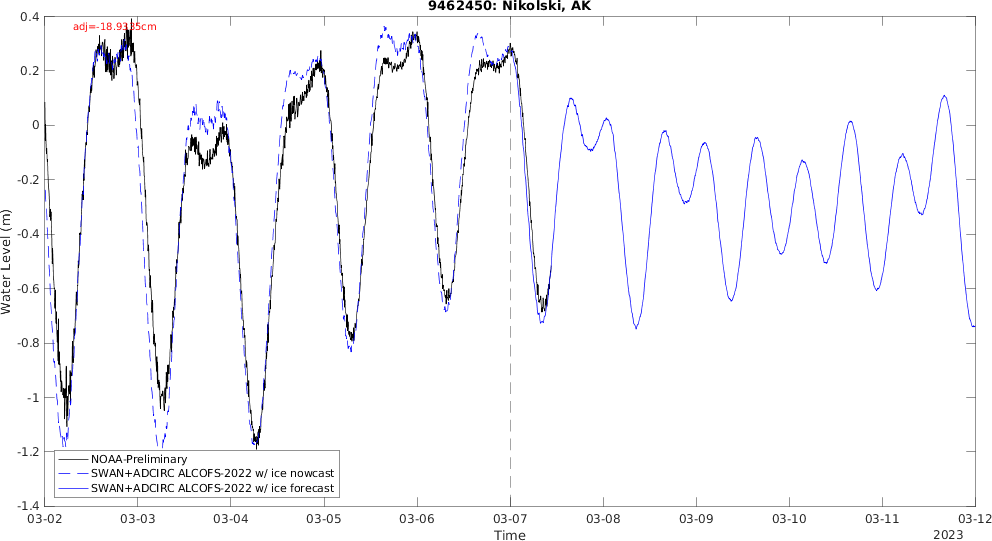 9462450: Nikolski, AK
adj=-18.9335cm
0.4
0.2
0
-0.2
-0.4
-0.6
-0.8
-1
-1.2
-1.4
Water Level (m)
NOAA-Preliminary
SWAN+ADCIRC ALCOFS-2022 w/ ice nowcast
SWAN+ADCIRC ALCOFS-2022 w/ ice forecast
03-02 03-03 03-04 03-05 03-06 03-07 03-08 03-09 03-10 03-11 03-12
Time
2023